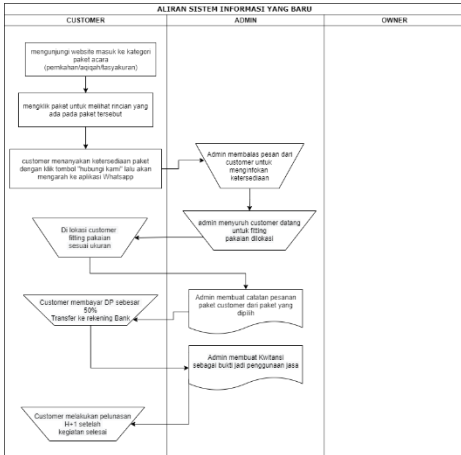 ALIRAN SISTEM INFORMASI YANG BARU
CUSTOMER
ADMIN
OWNER
mengunjungi website masuk ke kategori
paket acara
(pernikahan/aqiqah/tasyakuran)
mengklik paket untuk melihat rincian yang
ada pada paket tersebut
customer menanyakan ketersediaan paket
dengan klik tombol "hubungi kami" lalu akan
mengarah ke aplikasi Whatsapp
Admin membalas pesan dari
customer untuk
menginfokan
ketersediaan
admin menyuruh customer datang
untuk fitting
pakaian dilokasi
Di lokasi customer
fitting pakaian
sesuai ukuran
Admin membuat catatan pesanan
paket customer dari paket yang
dipilih
Customer membayar DP sebesar
50%
Transfer ke rekening Bank
Admin membuat Kwitansi
sebagai bukti jadi penggunaan jasa
Customer melakukan pelunasan
H+1 setelah
kegiatan selesai